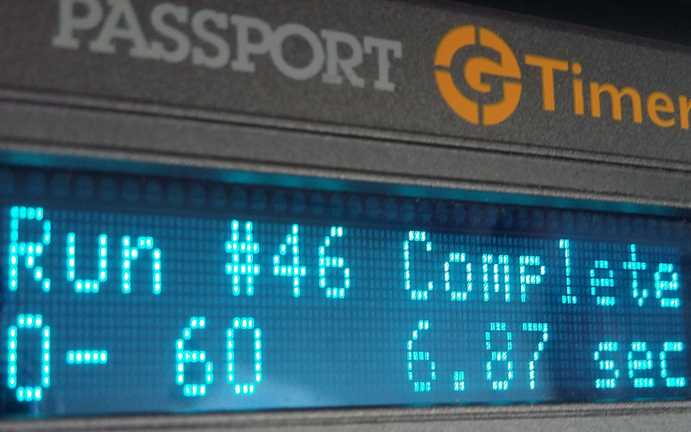 PASSPORT G Timer
Run #46 Complete
0- 60 6.87 sec